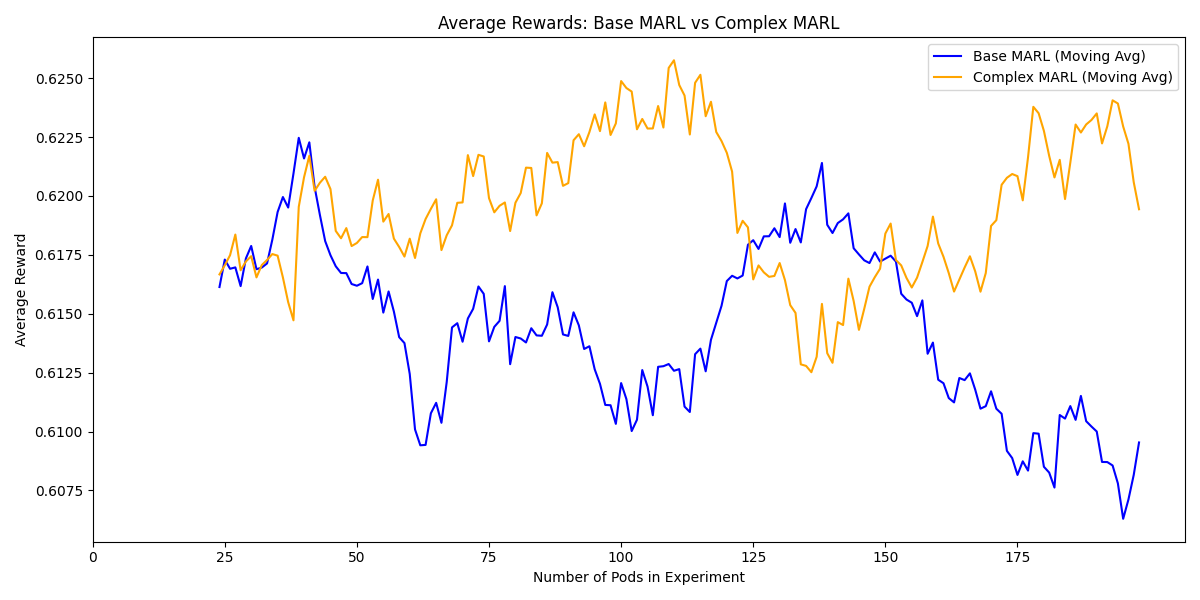 Average Rewards: Base MARL vs Complex MARL
Base MARL (Moving Avg)
Complex MARL (Moving Avg)
Average Reward
0.6250
0.6225
0.6200
0.6175
0.6150
0.6125
0.6100
0.6075
0 25 50 75 100 125 150 175
Number of Pods in Experiment